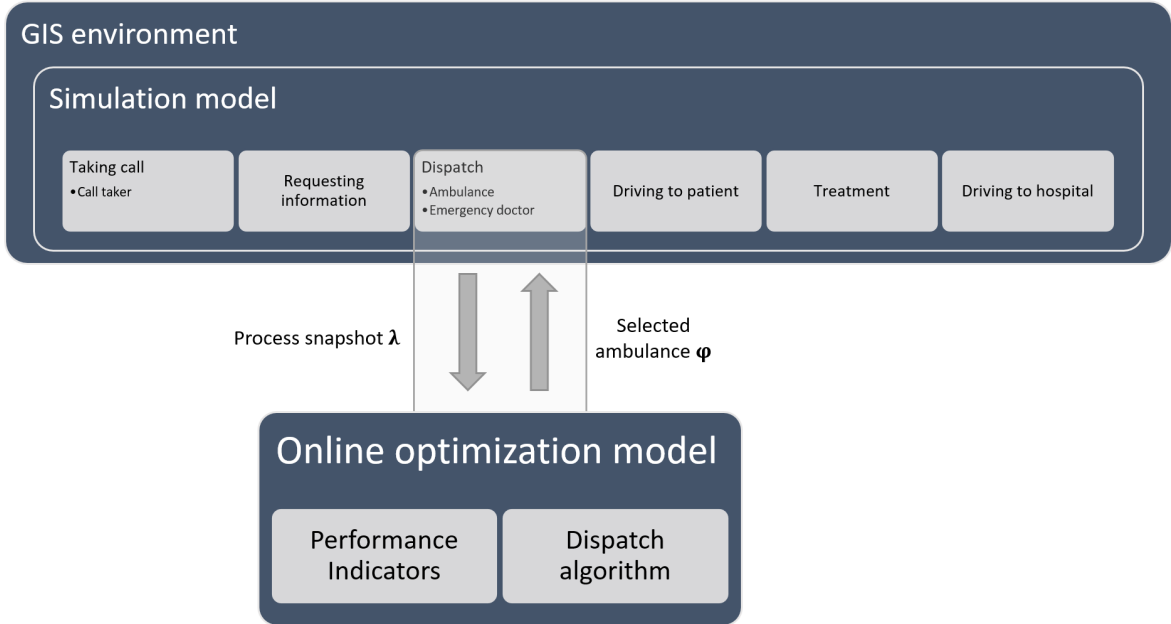 GIS environment
Simulation model
Taking call
•Call taker
Requesting
information
Dispatch
•Ambulance
•Emergency doctor
Driving to patient
Treatment
Driving to hospital
Process snapshot λ
Selected
ambulance φ
Online optimization model
Performance
Indicators
Dispatch
algorithm